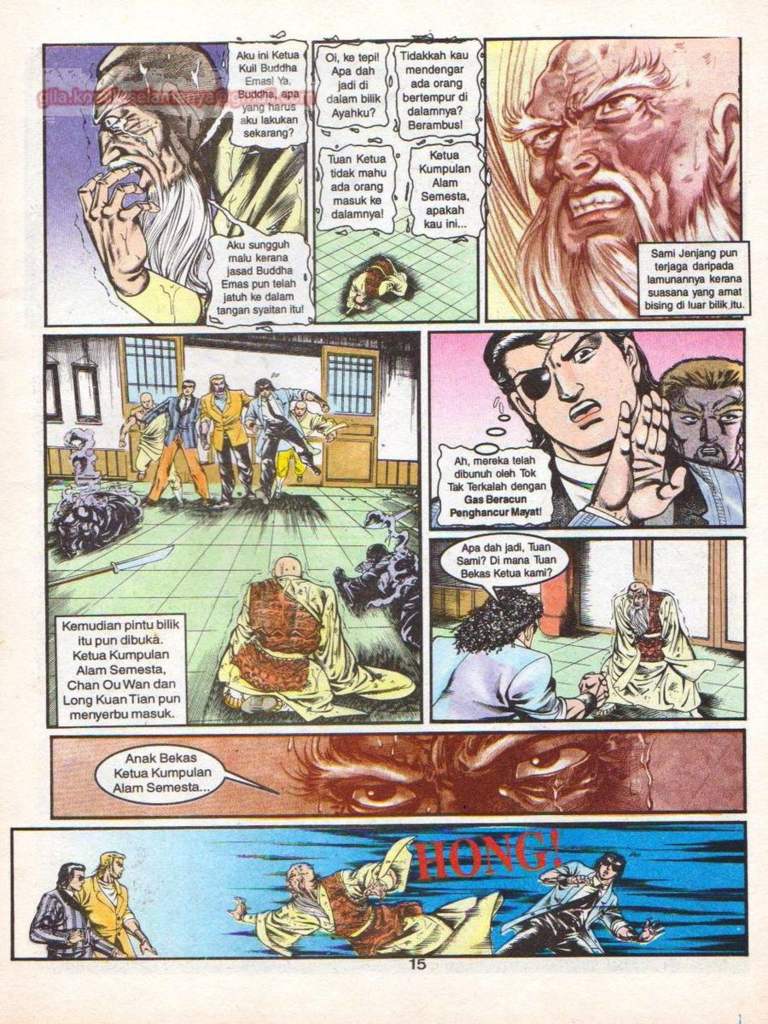 Aku ini Ketua
Kuil Buddha
Emas! Ya,
Buddha, apa
yang harus
aku lakukan
sekarang?
Aku sungguh
malu kerana
jasad Buddha
Emas pun telah
jatuh ke dalam
tangan syaitan itu!
Oi, ke tepi!
Apa dah
jadi di
dalam bilik
Ayahku?
Tidakkah kau
mendengar
ada orang
bertempur di
dalamnya?
Berambus!
Tuan Ketua
tidak mahu
ada orang
masuk ke
dalamnya!
Ketua
Kumpulan
Alam
Semesta,
apakah
kau ini...
Sami Jenjang pun
terjaga daripada
lamunannya kerana
suasana yang amat
bising di luar bilik itu.
Kemudian pintu bilik
itu pun dibuka.
Ketua Kumpulan
Alam Semesta,
Chan Ou Wan dan
Long Kuan Tian pun
menyerbu masuk.
Ah, mereka telah
dibunuh oleh Tok
Tak Terkalah dengan
Gas Beracun
Penghancur Mayat!
Apa dah jadi, Tuan
Sami? Di mana Tuan
Bekas Ketua kami?
Anak Bekas
Ketua Kumpulan
Alam Semesta...
HONG!
15